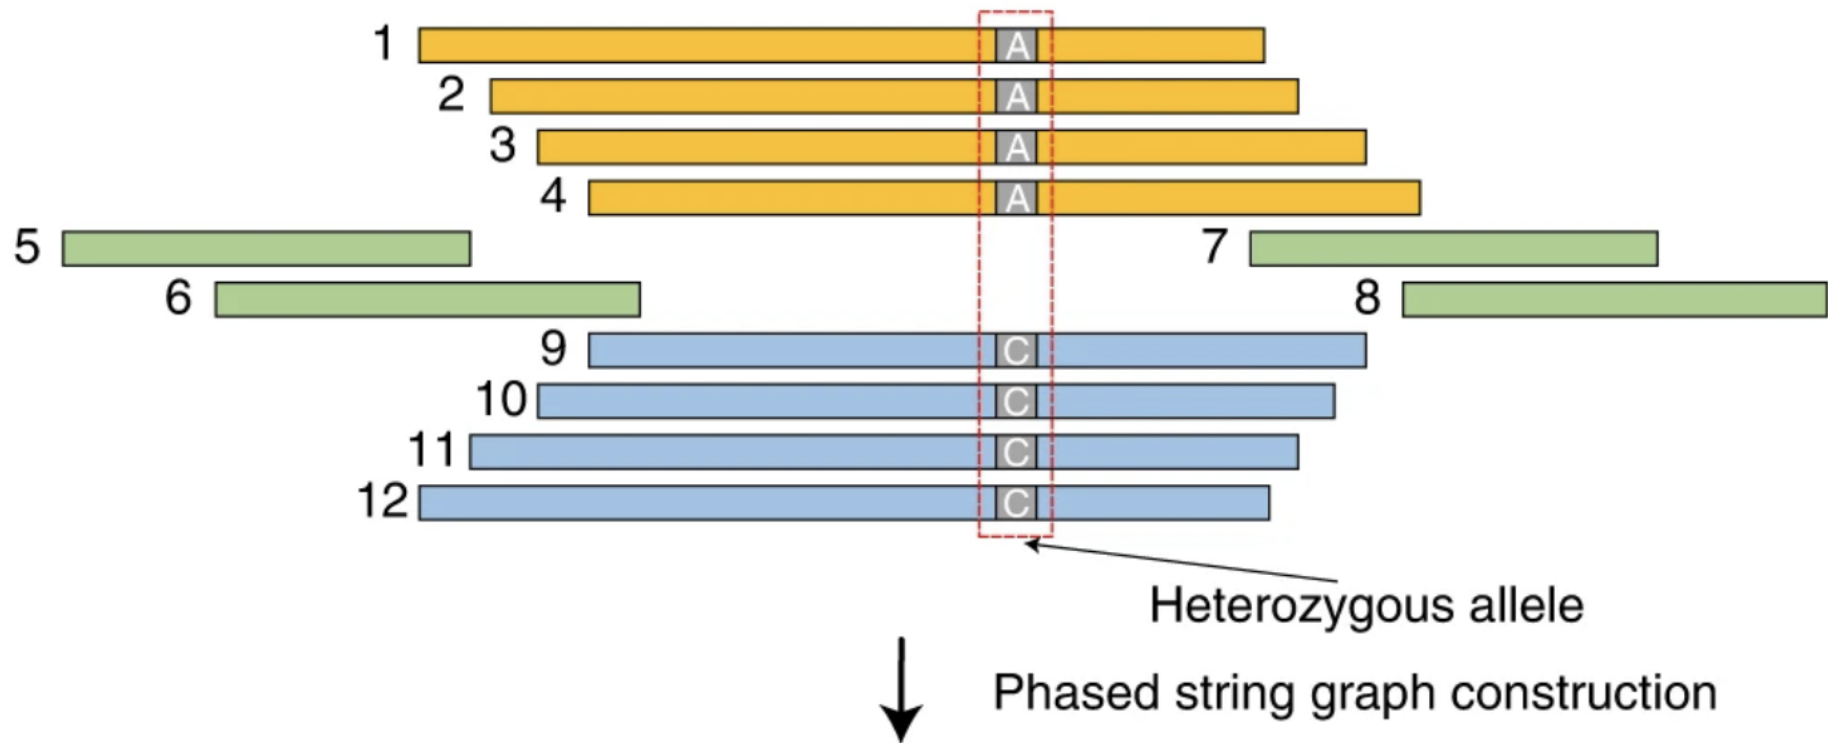 1 A
2 A
3 A
4 A
5 7
6 8
9 C
10 C
11 C
12 C
Heterozygous allele
Phased string graph construction